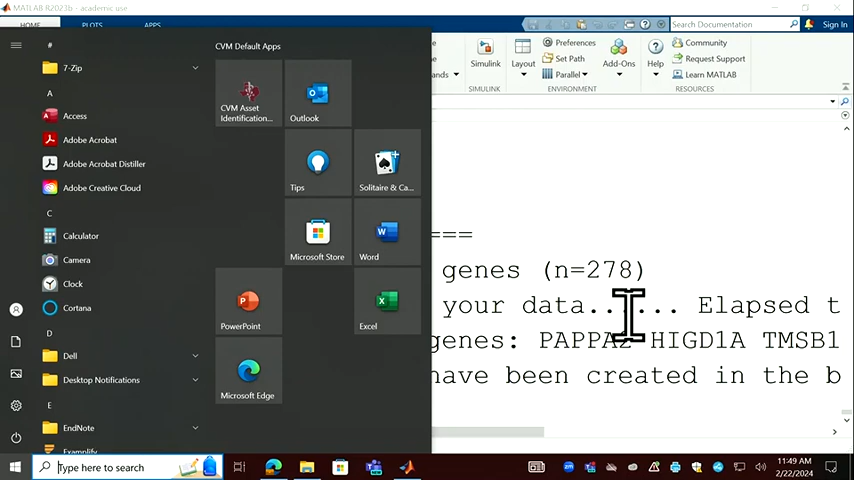 MATLAB R2023b - academic use
HOME PLOTS APPS
Search Documentation
Sign In
#
7-Zip
A
Access
Adobe Acrobat
Adobe Acrobat Distiller
Adobe Creative Cloud
C
Calculator
Camera
Clock
Cortana
D
Dell
Desktop Notifications
E
EndNote
Examplify
CVM Default Apps
CVM Asset
Identification...
Outlook
Tips
Solitaire & Ca...
Microsoft Store
Word
PowerPoint
Excel
Microsoft Edge
Simulink
Layout
Preferences
Set Path
Parallel
Add-Ons
Help
Community
Request Support
Learn MATLAB
SIMULINK
ENVIRONMENT
RESOURCES
===
genes (n=278)
your data...... Elapsed t
genes: PAPPA2 HIGD1A TMSB1
have been created in the b
Type here to search
11:49 AM
2/22/2024